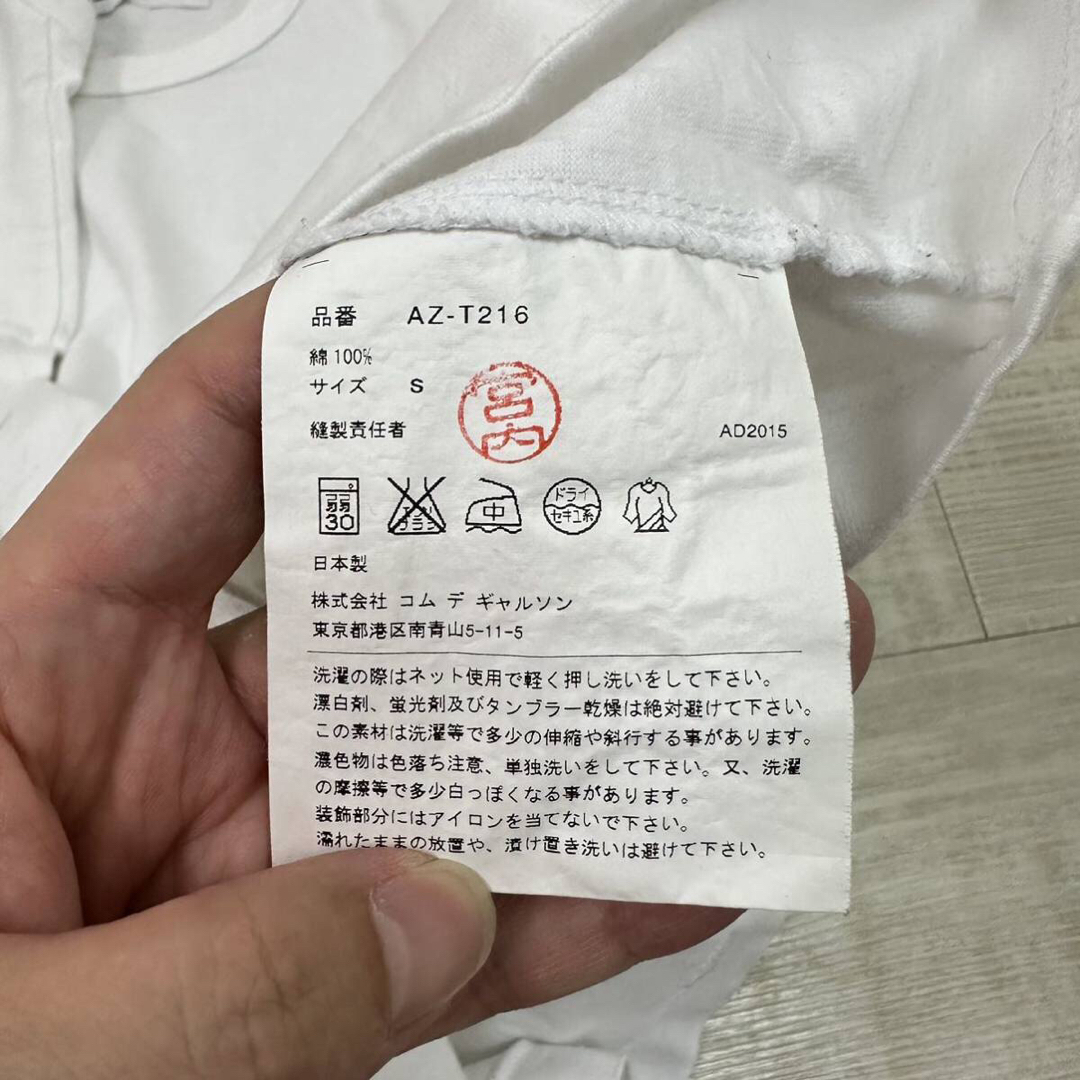 品番 AZ-T216
綿100%
サイズ S
宮内
縫製責任者 AD2015
弱 30 中 ドライ セキユ系
日本製
株式会社 コム デ ギャルソン
東京都港区南青山5-11-5
洗濯の際はネット使用で軽く押し洗いをして下さい。
漂白剤、蛍光剤及びタンブラー乾燥は絶対避けて下さい。
この素材は洗濯等で多少の伸縮や斜行する事があります。
濃色物は色落ち注意、単独洗いをして下さい。又、洗濯
の摩擦等で多少白っぽくなる事があります。
装飾部分にはアイロンを当てないで下さい。
濡れたままの放置や、漬け置き洗いは避けて下さい。